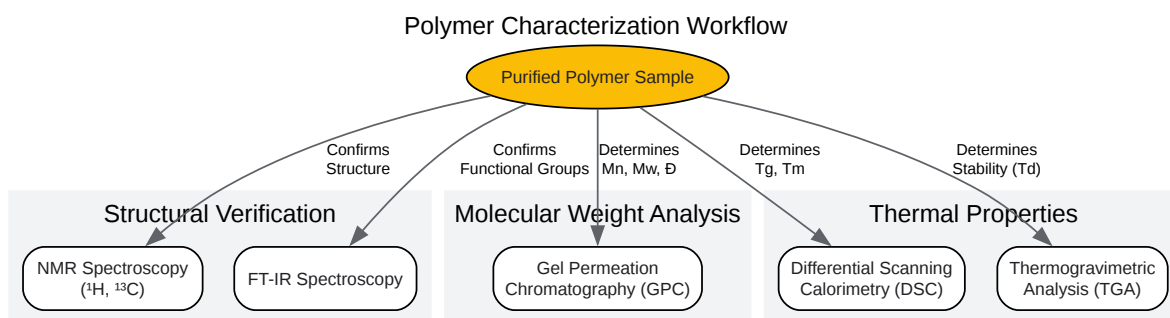 Polymer Characterization Workflow
Purified Polymer Sample
Confirms
Structure
Confirms
Functional Groups
Determines
Mn, Mw, Đ
Determines
Tg, Tm
Determines
Stability (Td)
Structural Verification
Molecular Weight Analysis
Thermal Properties
NMR Spectroscopy
(¹H, ¹³C)
FT-IR Spectroscopy
Gel Permeation
Chromatography (GPC)
Differential Scanning
Calorimetry (DSC)
Thermogravimetric
Analysis (TGA)